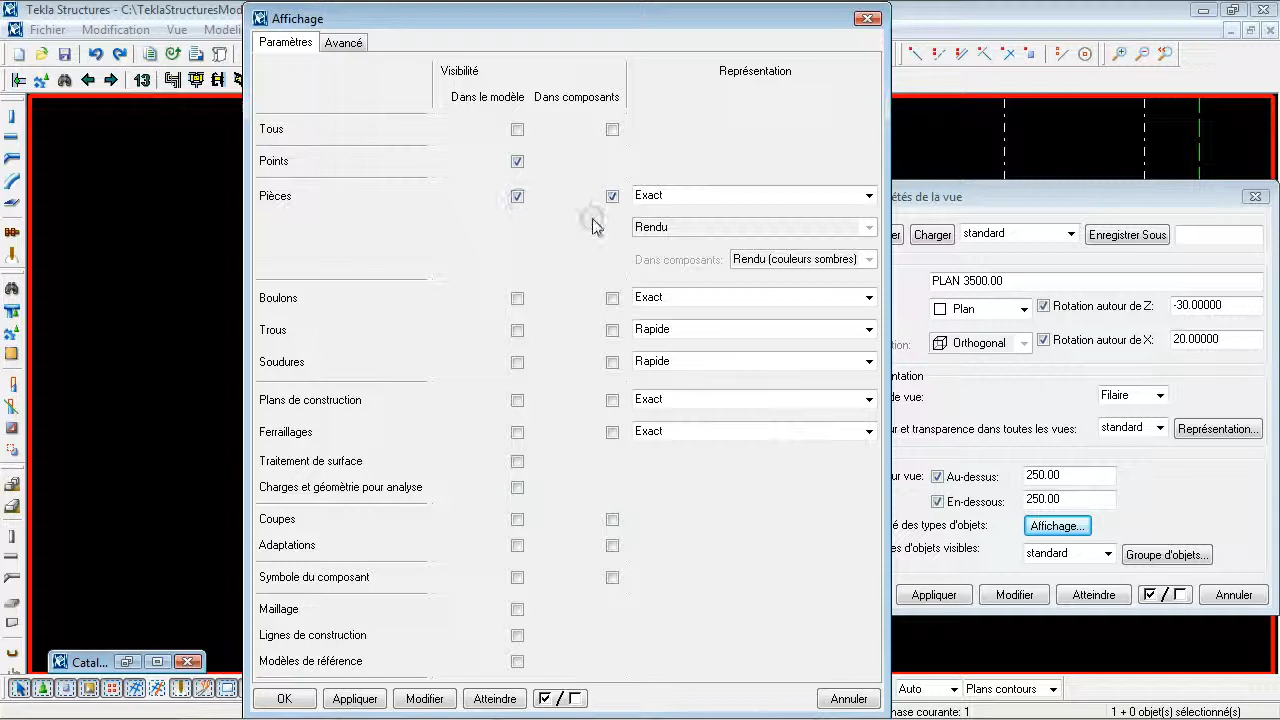 Tekla Structures - C:\TeklaStructuresMod
Affichage
Fichier Modification Vue
Paramètres Avancé
Visibilité Représentation
Dans le modèle Dans composants
Tous
Points
Pièces Exact
Rendu
Dans composants: Rendu (couleurs sombres)
Boulons Exact
Trous Rapide
Soudures Rapide
Plans de construction Exact
Ferraillages Exact
Traitement de surface
Charges et géométrie pour analyse
Coupes
Adaptations
Symbole du composant
Maillage
Lignes de construction
Modèles de référence
OK Appliquer Modifier Atteindre / Annuler
étés de la vue
er Charger standard Enregistrer Sous
PLAN 3500.00
Plan Rotation autour de Z: -30.00000
ion: Orthogonal Rotation autour de X: 20.00000
ntation
de vue: Filaire
ur et transparence dans toutes les vues: standard Représentation...
ur vue: Au-dessus: 250.00
En-dessous: 250.00
é des types d'objets: Affichage...
es d'objets visibles: standard Groupe d'objets...
Appliquer Modifier Atteindre / Annuler
Catal...
Auto Plans contours
hase courante: 1 1 + 0 objet(s) sélectionné(s)